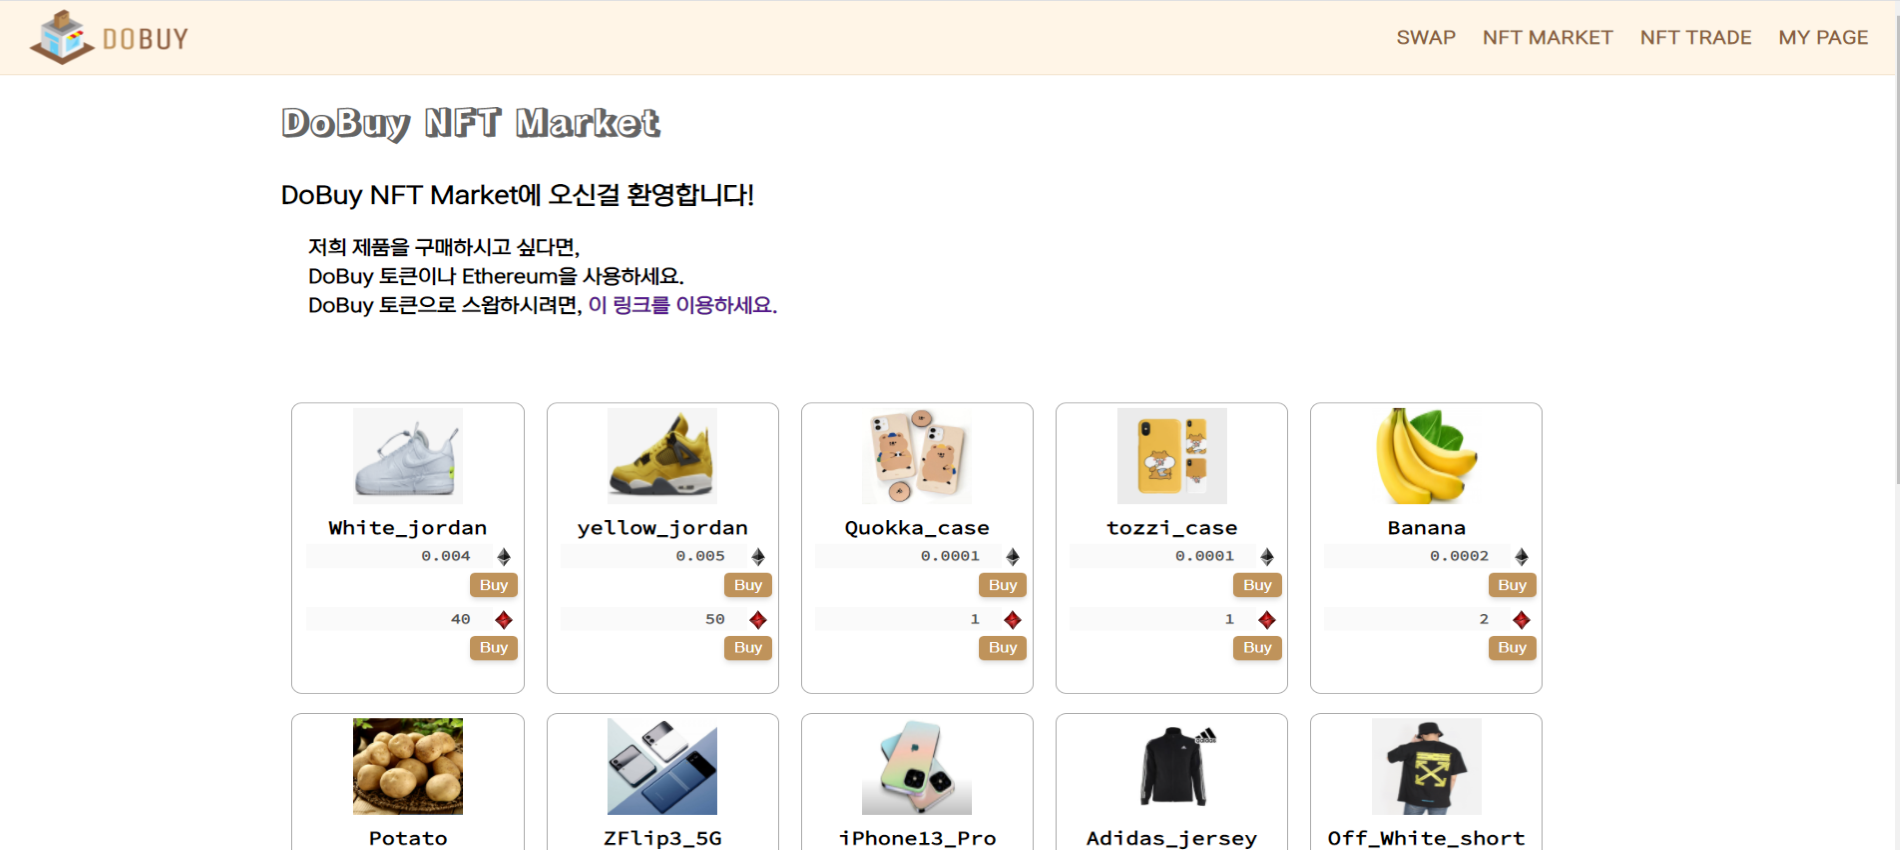 DOBUY
SWAP NFT MARKET NFT TRADE MY PAGE
DoBuy NFT Market
DoBuy NFT Market에 오신걸 환영합니다!
저희 제품을 구매하시고 싶다면,
DoBuy 토큰이나 Ethereum을 사용하세요.
DoBuy 토큰으로 스왑하시려면, 이 링크를 이용하세요.
White_jordan
0.004
Buy
40
Buy
yellow_jordan
0.005
Buy
50
Buy
Quokka_case
0.0001
Buy
1
Buy
tozzi_case
0.0001
Buy
1
Buy
Banana
0.0002
Buy
2
Buy
Potato
ZFlip3_5G
iPhone13_Pro
adidas
Adidas_jersey
Off_White_short